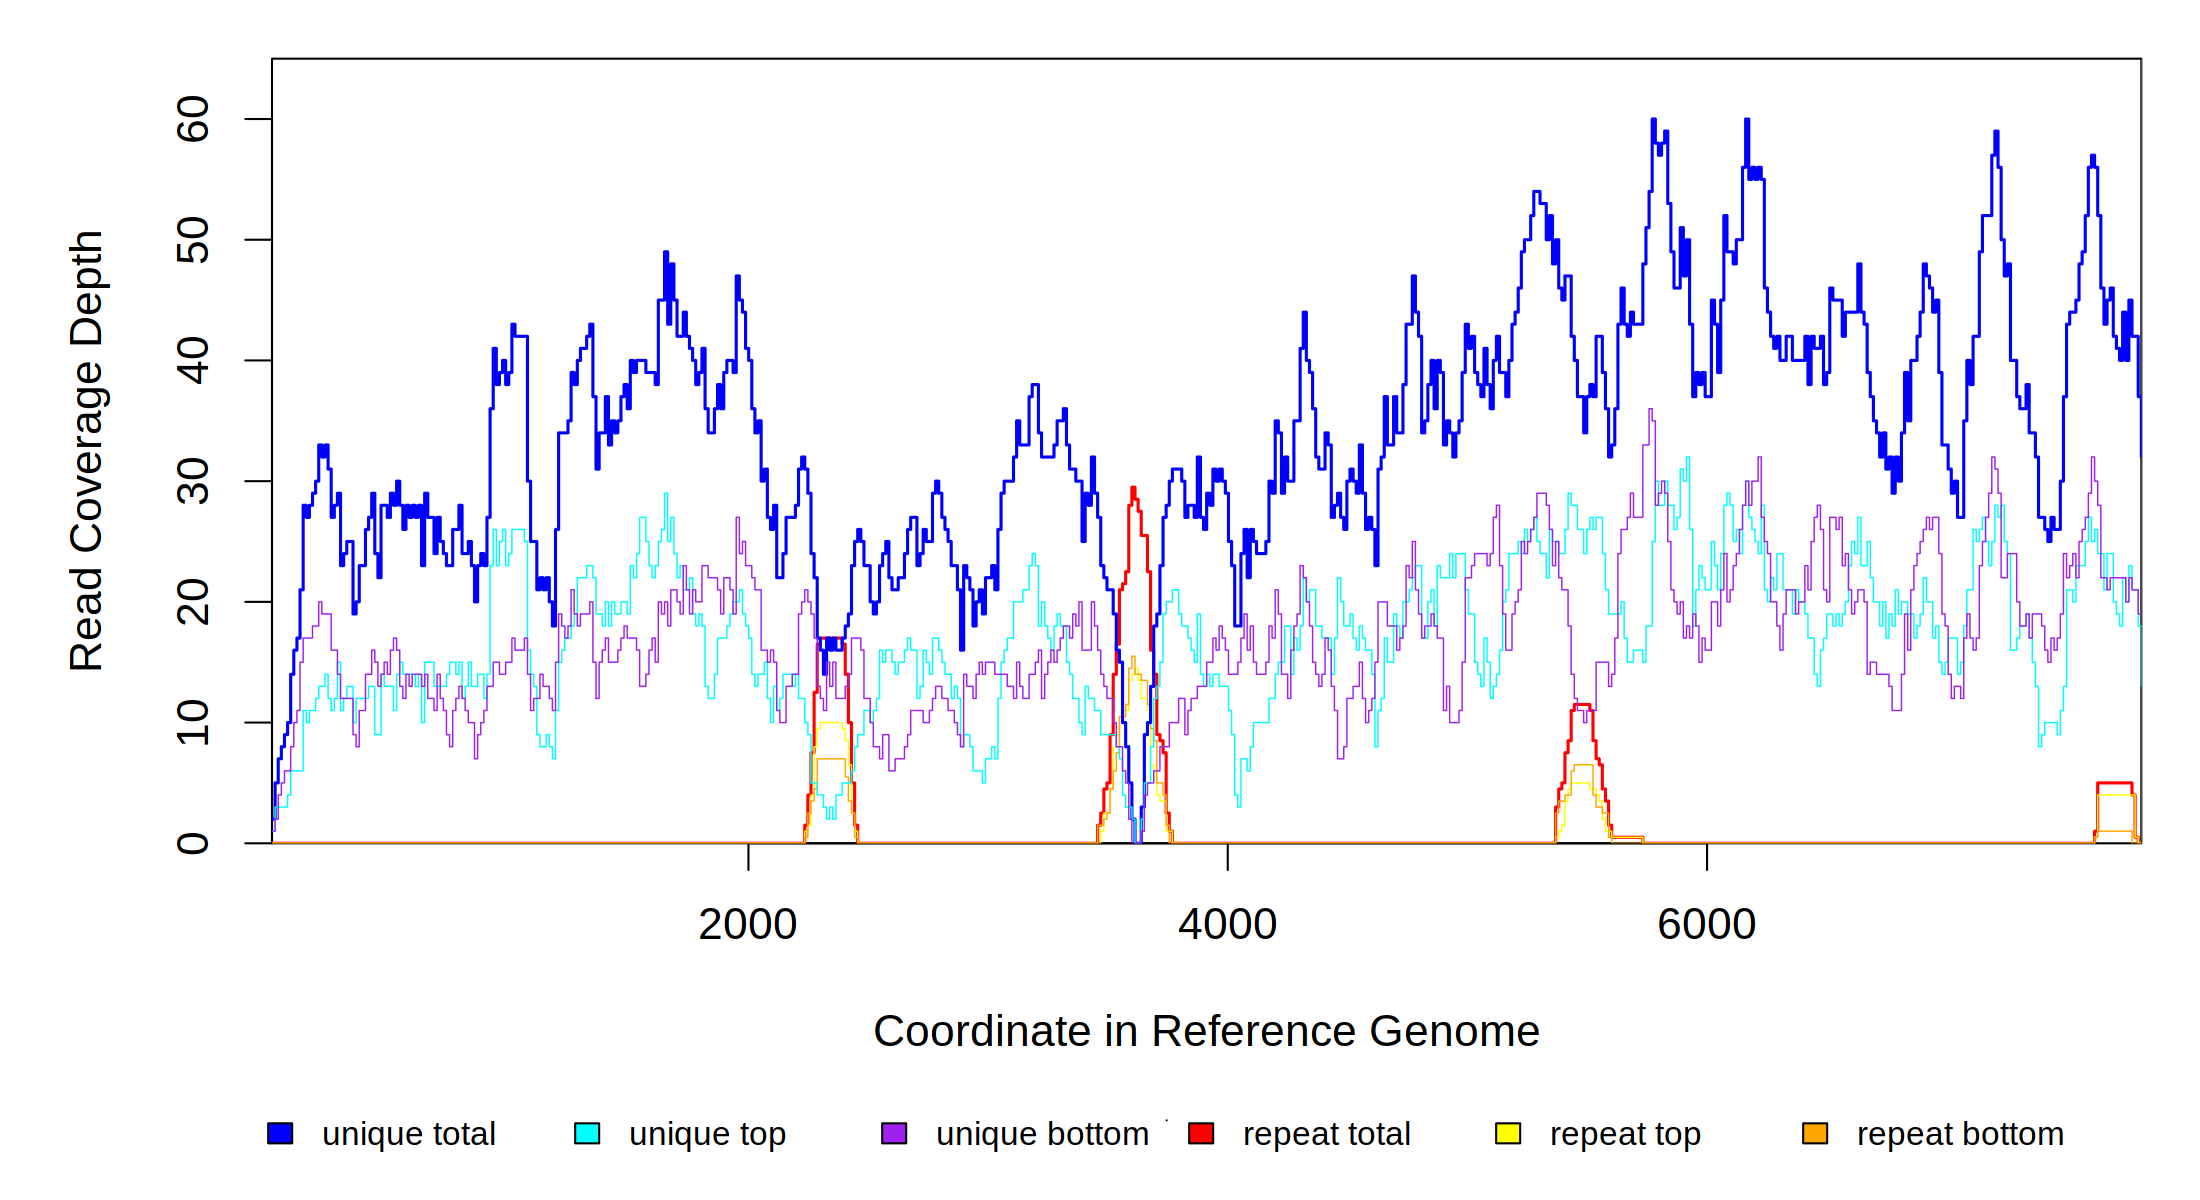 60
50
40
30
20
10
0
Read Coverage Depth
2000 4000 6000
Coordinate in Reference Genome
unique total unique top unique bottom repeat total repeat top repeat bottom